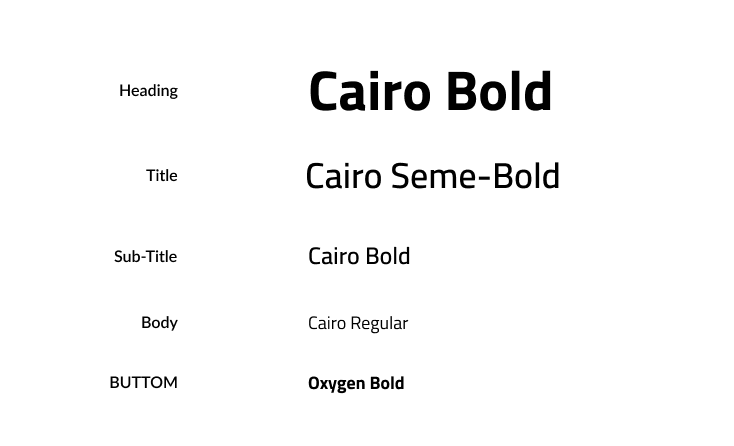 Heading Cairo Bold
Title Cairo Seme-Bold
Sub-Title Cairo Bold
Body Cairo Regular
BUTTOM Oxygen Bold